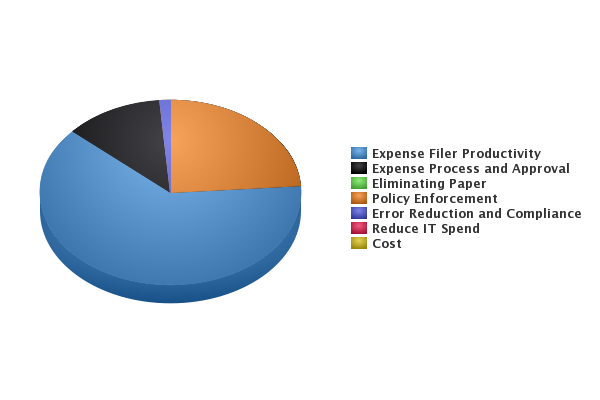 Expense Filer Productivity
Expense Process and Approval
Eliminating Paper
Policy Enforcement
Error Reduction and Compliance
Reduce IT Spend
Cost